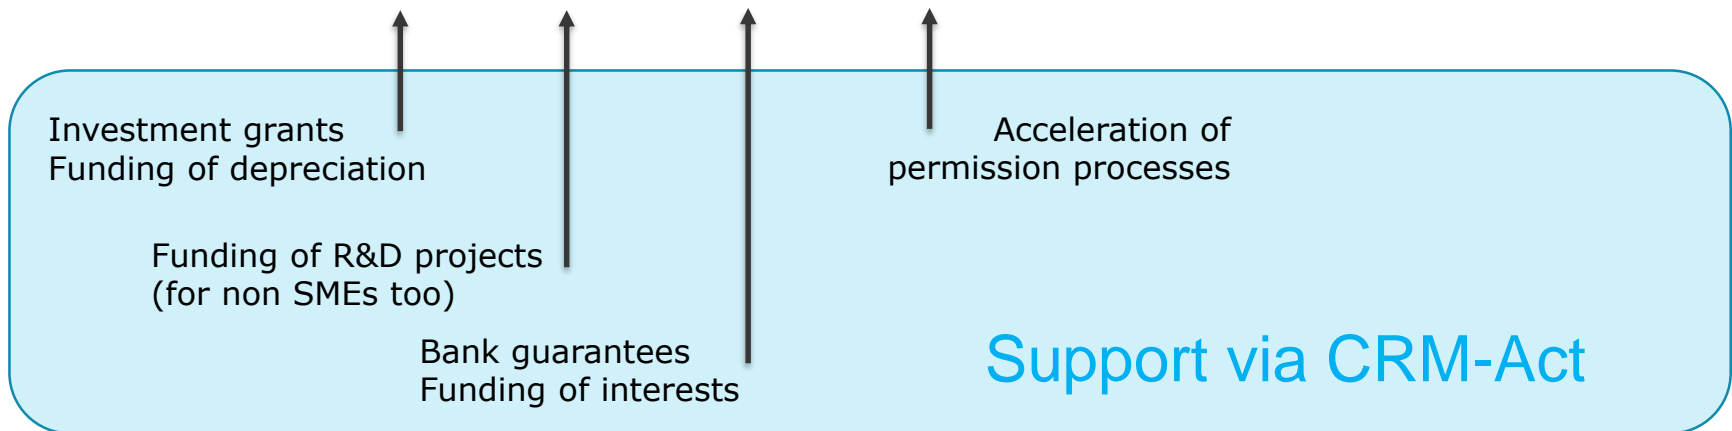 Investment grants
Funding of depreciation
Acceleration of
permission processes
Funding of R&D projects
(for non SMEs too)
Bank guarantees
Funding of interests
Support via CRM-Act